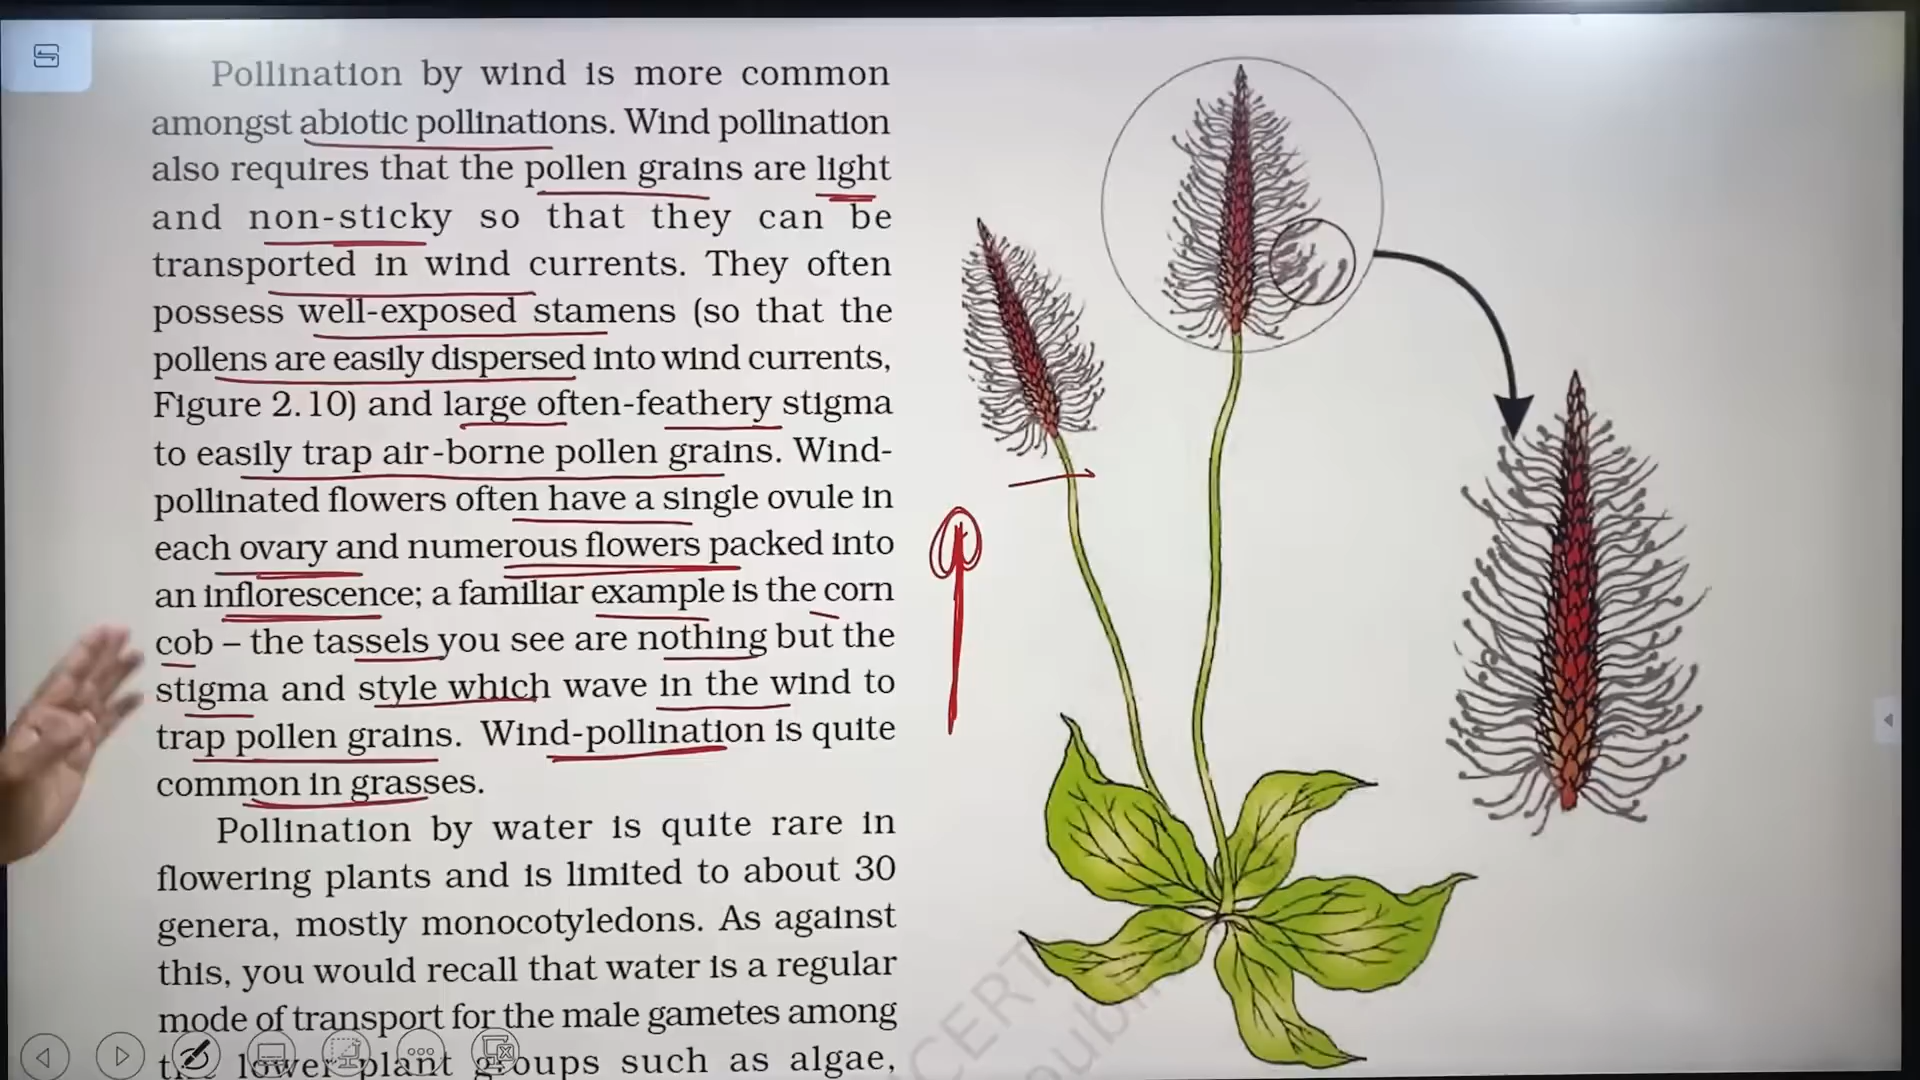 Pollination by wind is more common
amongst abiotic pollinations. Wind pollination
also requires that the pollen grains are light
and non-sticky so that they can be
transported in wind currents. They often
possess well-exposed stamens (so that the
pollens are easily dispersed into wind currents,
Figure 2.10) and large often-feathery stigma
to easily trap air-borne pollen grains. Wind-
pollinated flowers often have a single ovule in
each ovary and numerous flowers packed into
an inflorescence; a familiar example is the corn
cob – the tassels you see are nothing but the
stigma and style which wave in the wind to
trap pollen grains. Wind-pollination is quite
common in grasses.
Pollination by water is quite rare in
flowering plants and is limited to about 30
genera, mostly monocotyledons. As against
this, you would recall that water is a regular
mode of transport for the male gametes among
lower plant groups such as algae,